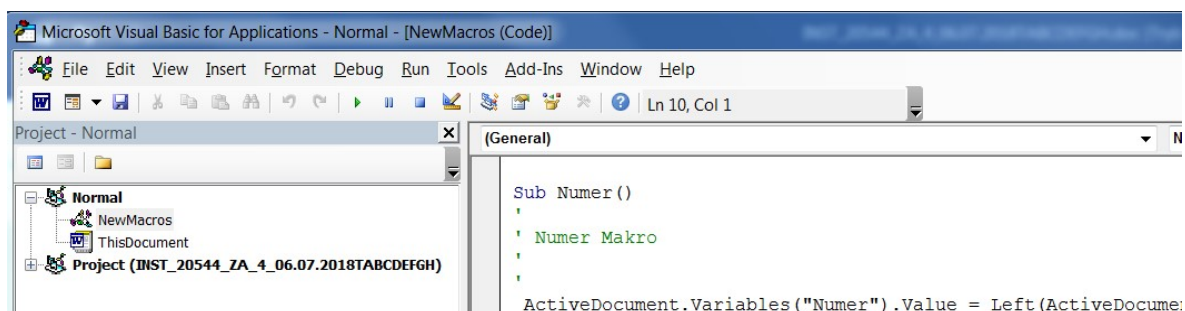 Microsoft Visual Basic for Applications - Normal - [NewMacros (Code)]
File Edit View Insert Format Debug Run Tools Add-Ins Window Help
Ln 10, Col 1
Project - Normal
(General)
N
Normal
NewMacros
ThisDocument
Project (INST_20544_ZA_4_06.07.2018TABCDEFGH)
Sub Numer()
'
' Numer Makro
'
'
ActiveDocument.Variables("Numer").Value = Left(ActiveDocume